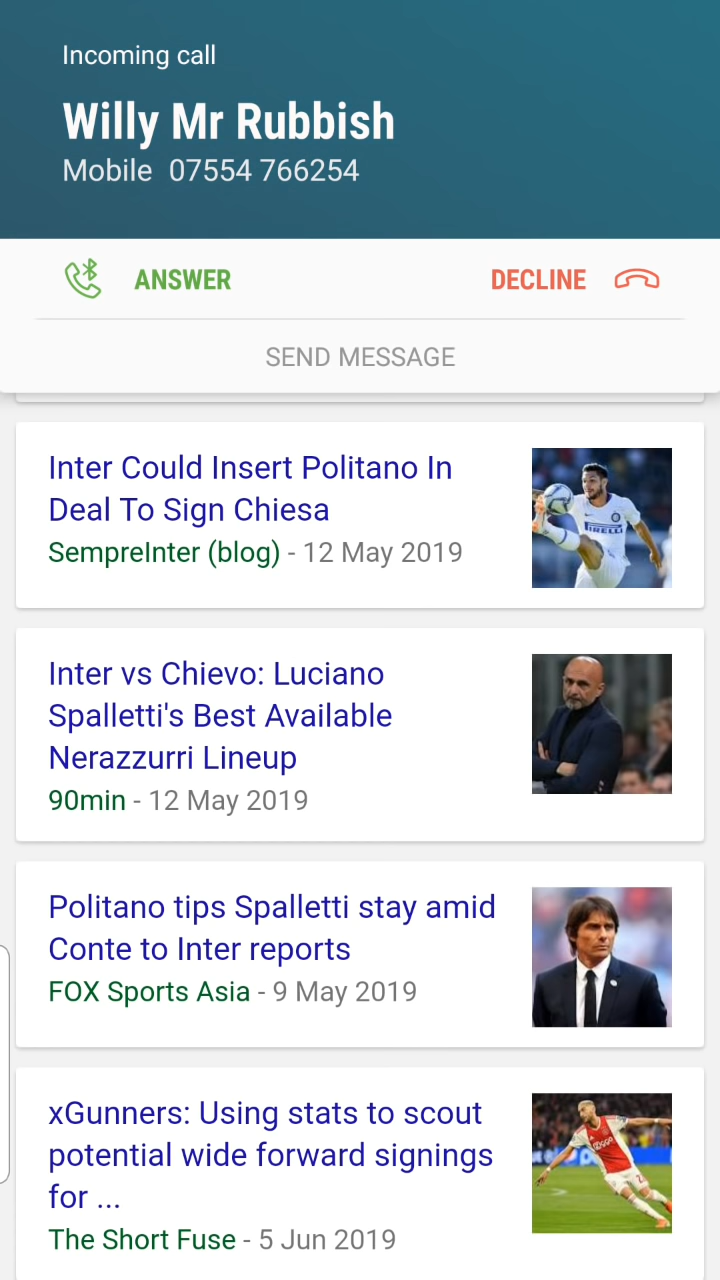 Incoming call
Willy Mr Rubbish
Mobile 07554 766254
ANSWER
DECLINE
SEND MESSAGE
Inter Could Insert Politano In
Deal To Sign Chiesa
SempreInter (blog) - 12 May 2019
IRELLI
Inter vs Chievo: Luciano
Spalletti's Best Available
Nerazzurri Lineup
90min - 12 May 2019
Politano tips Spalletti stay amid
Conte to Inter reports
FOX Sports Asia - 9 May 2019
xGunners: Using stats to scout
potential wide forward signings
for ...
The Short Fuse - 5 Jun 2019